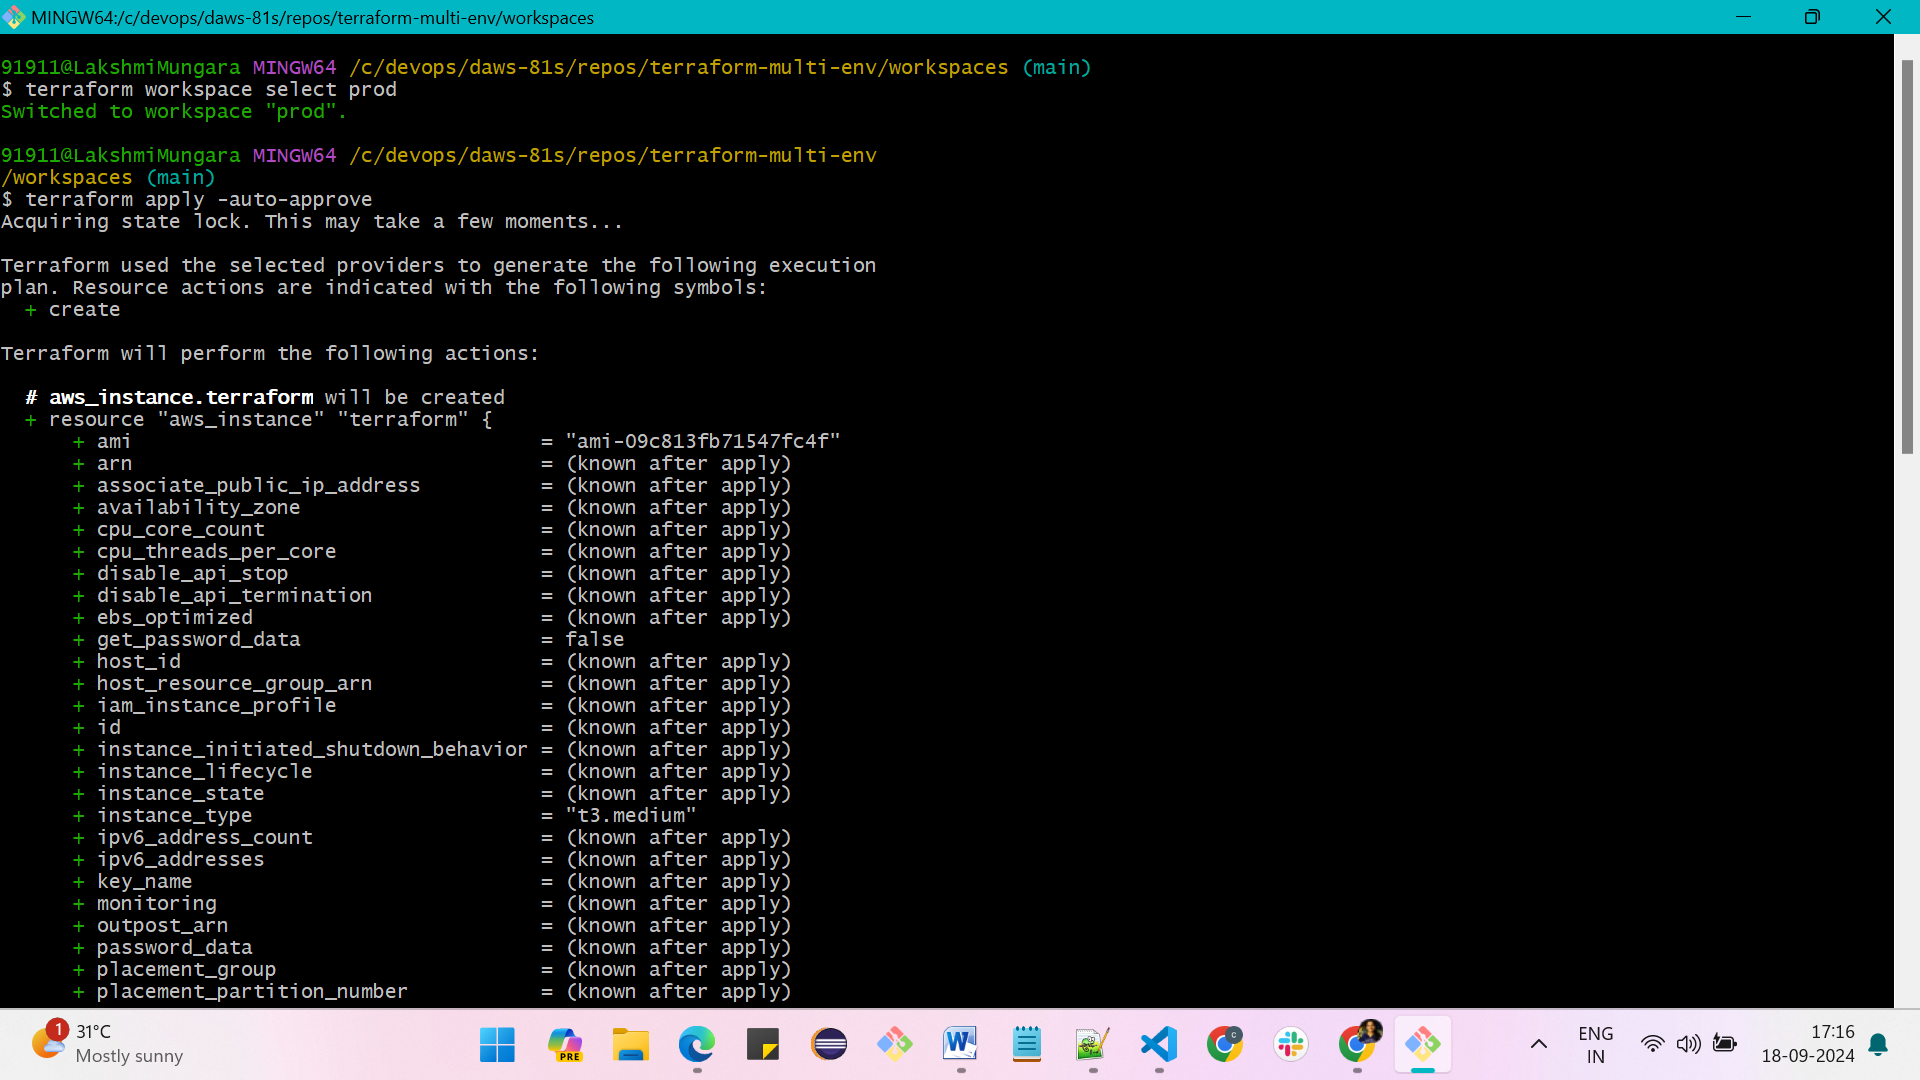 MINGW64:/c/devops/daws-81s/repos/terraform-multi-env/workspaces
91911@LakshmiMungara MINGW64 /c/devops/daws-81s/repos/terraform-multi-env/workspaces (main)
$ terraform workspace select prod
Switched to workspace "prod".
91911@LakshmiMungara MINGW64 /c/devops/daws-81s/repos/terraform-multi-env
/workspaces (main)
$ terraform apply -auto-approve
Acquiring state lock. This may take a few moments...
Terraform used the selected providers to generate the following execution
plan. Resource actions are indicated with the following symbols:
+ create
Terraform will perform the following actions:
# aws_instance.terraform will be created
+ resource "aws_instance" "terraform" {
+ ami = "ami-09c813fb71547fc4f"
+ arn = (known after apply)
+ associate_public_ip_address = (known after apply)
+ availability_zone = (known after apply)
+ cpu_core_count = (known after apply)
+ cpu_threads_per_core = (known after apply)
+ disable_api_stop = (known after apply)
+ disable_api_termination = (known after apply)
+ ebs_optimized = (known after apply)
+ get_password_data = false
+ host_id = (known after apply)
+ host_resource_group_arn = (known after apply)
+ iam_instance_profile = (known after apply)
+ id = (known after apply)
+ instance_initiated_shutdown_behavior = (known after apply)
+ instance_lifecycle = (known after apply)
+ instance_state = (known after apply)
+ instance_type = "t3.medium"
+ ipv6_address_count = (known after apply)
+ ipv6_addresses = (known after apply)
+ key_name = (known after apply)
+ monitoring = (known after apply)
+ outpost_arn = (known after apply)
+ password_data = (known after apply)
+ placement_group = (known after apply)
+ placement_partition_number = (known after apply)
1
31°C
Mostly sunny
PRE
W
C
ENG
IN
17:16
18-09-2024